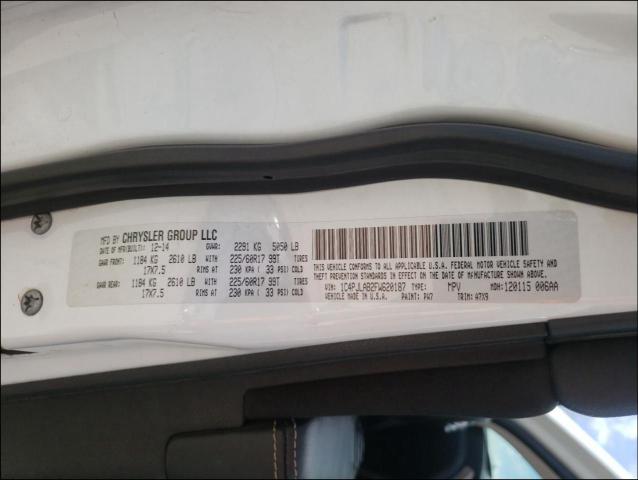 MFD BY CHRYSLER GROUP LLC
DATE OF MFR(BUILT): 12-14 GVWR: 2291 KG 5050 LB
GAWR FRONT: 1184 KG 2610 LB WITH 225/60R17 99T TIRES
17X7.5 RIMS AT 230 KPA ( 33 PSI) COLD
GAWR REAR: 1184 KG 2610 LB WITH 225/60R17 99T TIRES
17X7.5 RIMS AT 230 KPA ( 33 PSI) COLD
THIS VEHICLE CONFORMS TO ALL APPLICABLE U.S.A. FEDERAL MOTOR VEHICLE SAFETY AND
THEFT PREVENTION STANDARDS IN EFFECT ON THE DATE OF MANUFACTURE SHOWN ABOVE.
VIN: 1C4PJLAB2FW620187 TYPE: MPV MDH: 120115 006AA
VEHICLE MADE IN U.S.A. PAINT: PW7 TRIM: A7X9